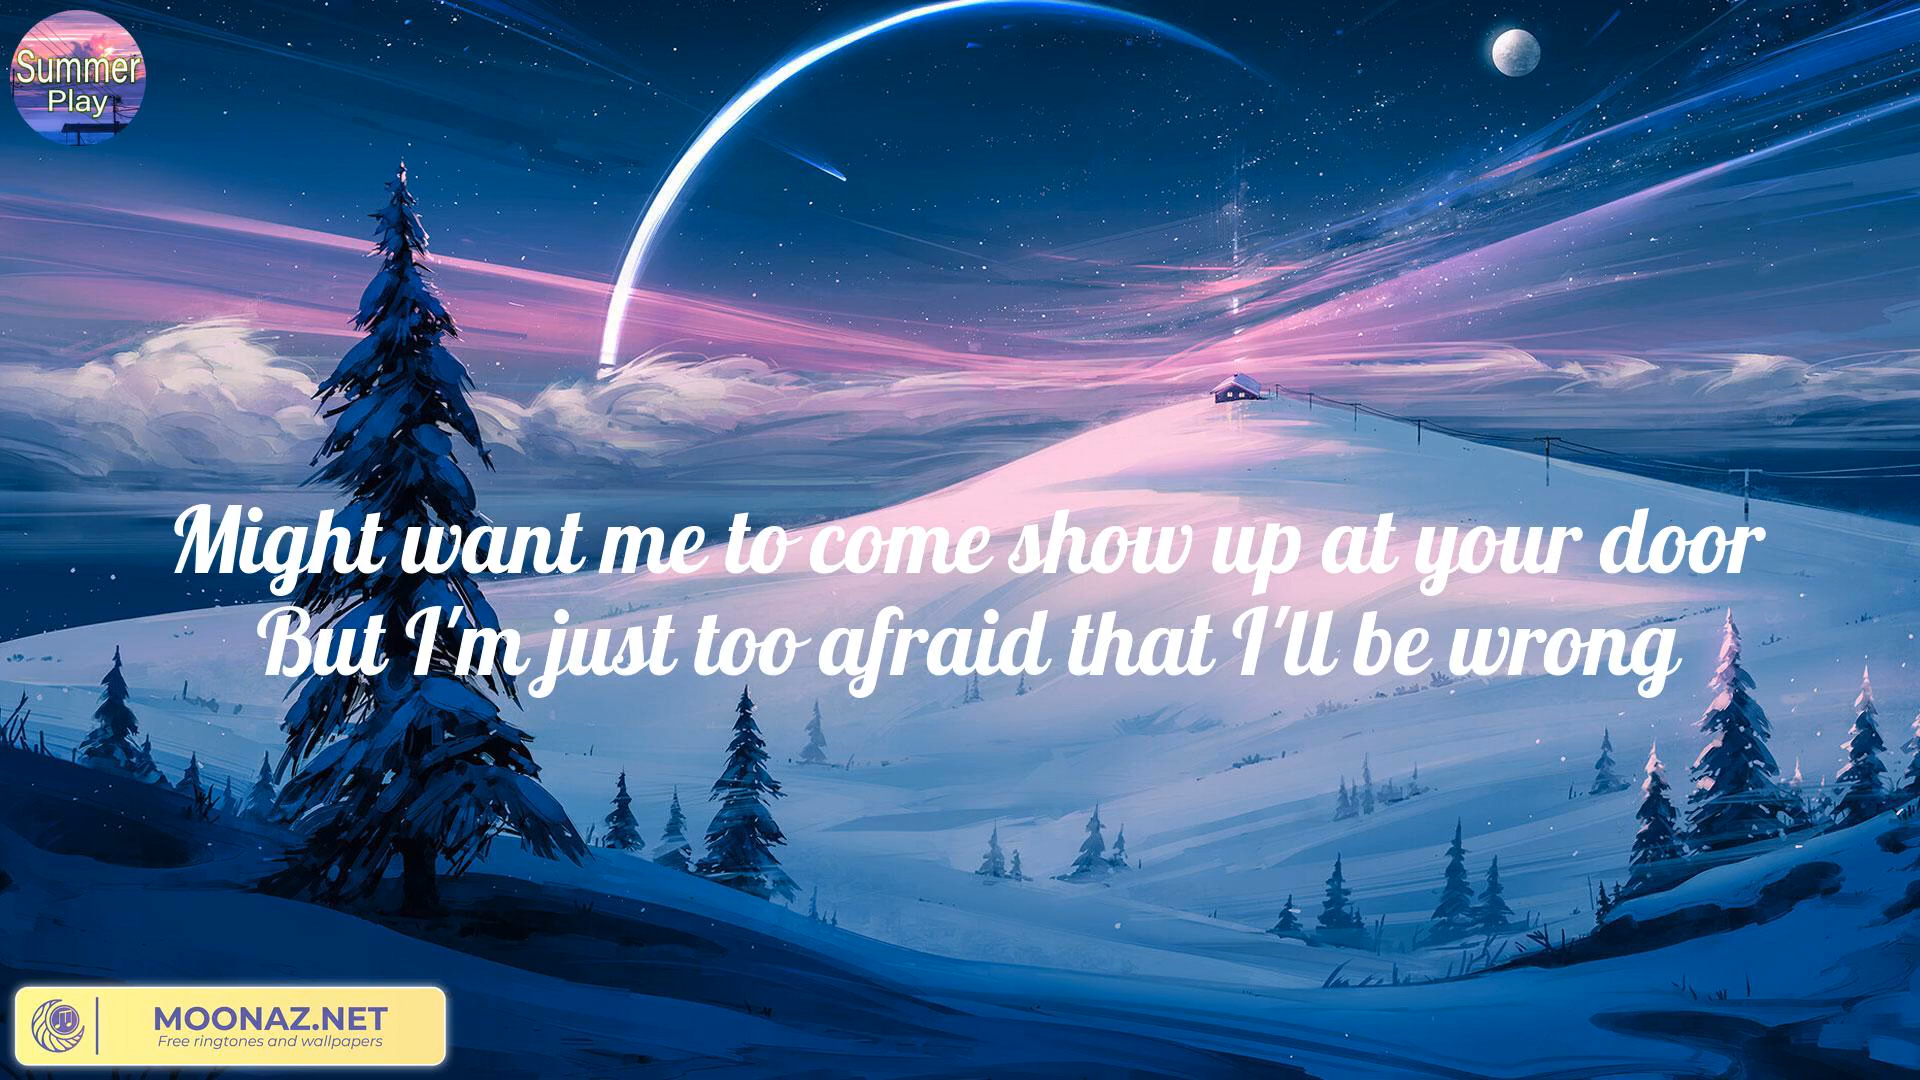 Summer
Play
Might want me to come show up at your door
But I'm just too afraid that I'll be wrong
MOONAZ.NET
Free ringtones and wallpapers